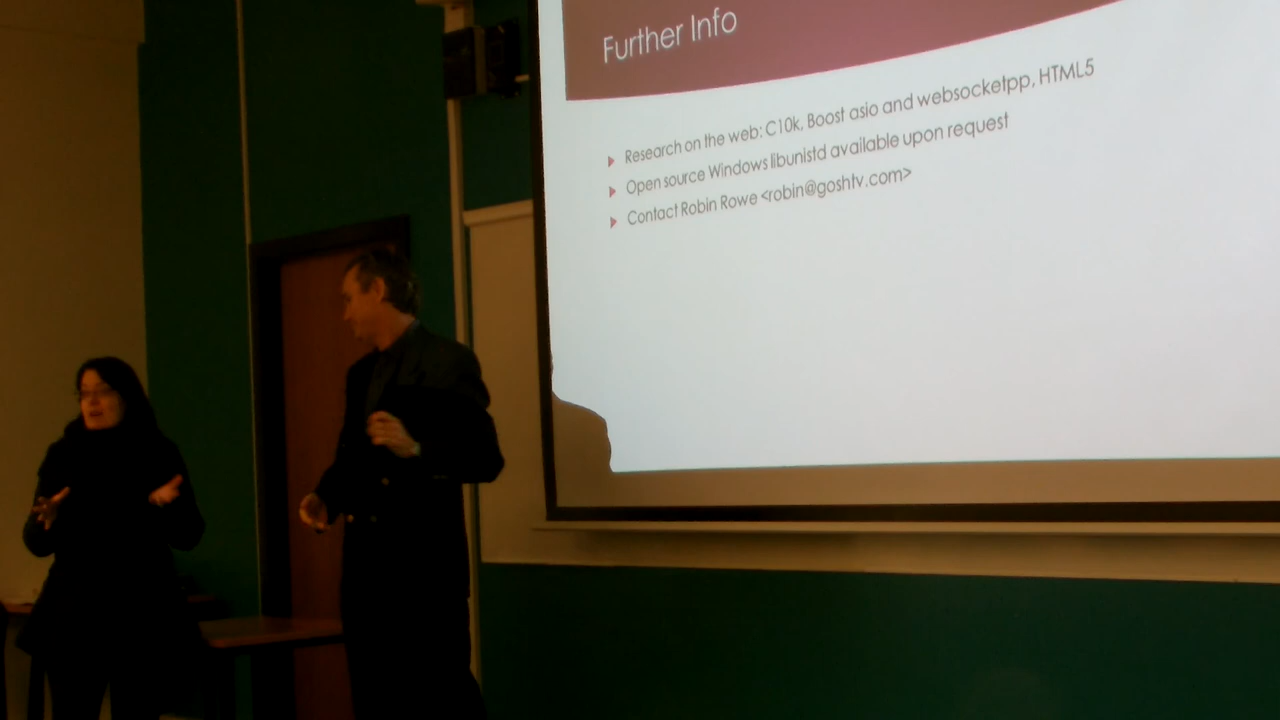 Further Info
Research on the web: C10k, Boost asio and websocketpp, HTML5
Open source Windows libunistd available upon request
Contact Robin Rowe <robin@goshtv.com>